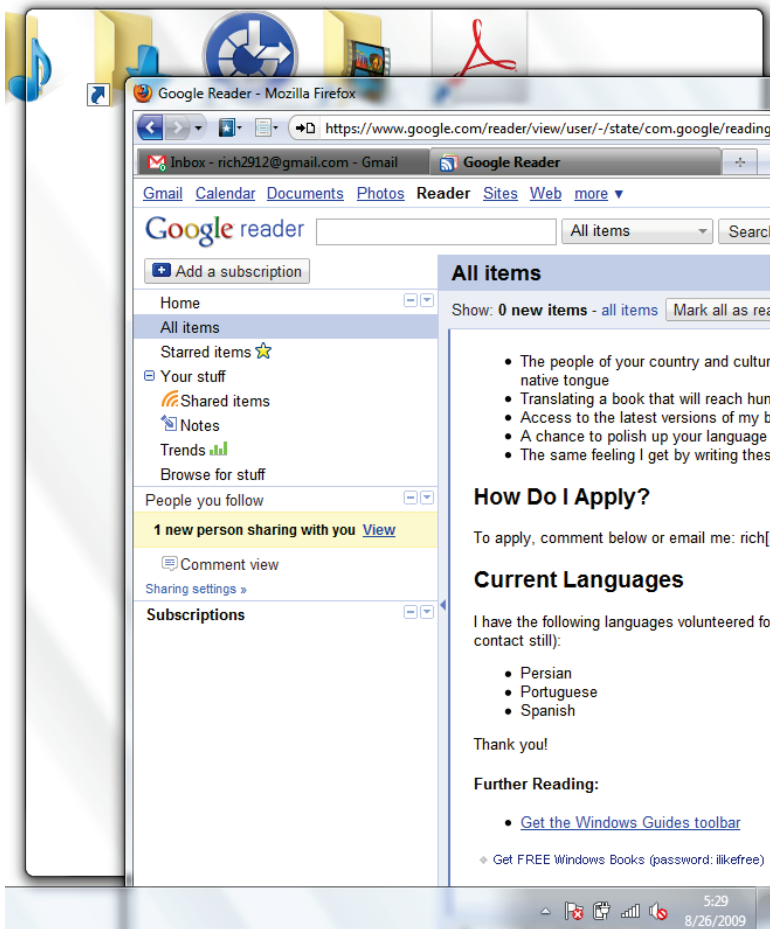 Google Reader - Mozilla Firefox
https://www.google.com/reader/view/user/-/state/com.google/reading
Inbox - rich2912@gmail.com - Gmail
Google Reader
Gmail Calendar Documents Photos Reader Sites Web more ▼
Google reader
All items
Search
Add a subscription
All items
Home
Show: 0 new items - all items Mark all as rea
All items
Starred items
Your stuff
Shared items
Notes
Trends
Browse for stuff
• The people of your country and cultur
native tongue
• Translating a book that will reach hun
• Access to the latest versions of my b
• A chance to polish up your language
• The same feeling I get by writing thes
People you follow
1 new person sharing with you View
Comment view
Sharing settings »
Subscriptions
How Do I Apply?
To apply, comment below or email me: rich[
Current Languages
I have the following languages volunteered fo
contact still):
• Persian
• Portuguese
• Spanish
Thank you!
Further Reading:
• Get the Windows Guides toolbar
Get FREE Windows Books (password: ilikefree)
5:29
8/26/2009